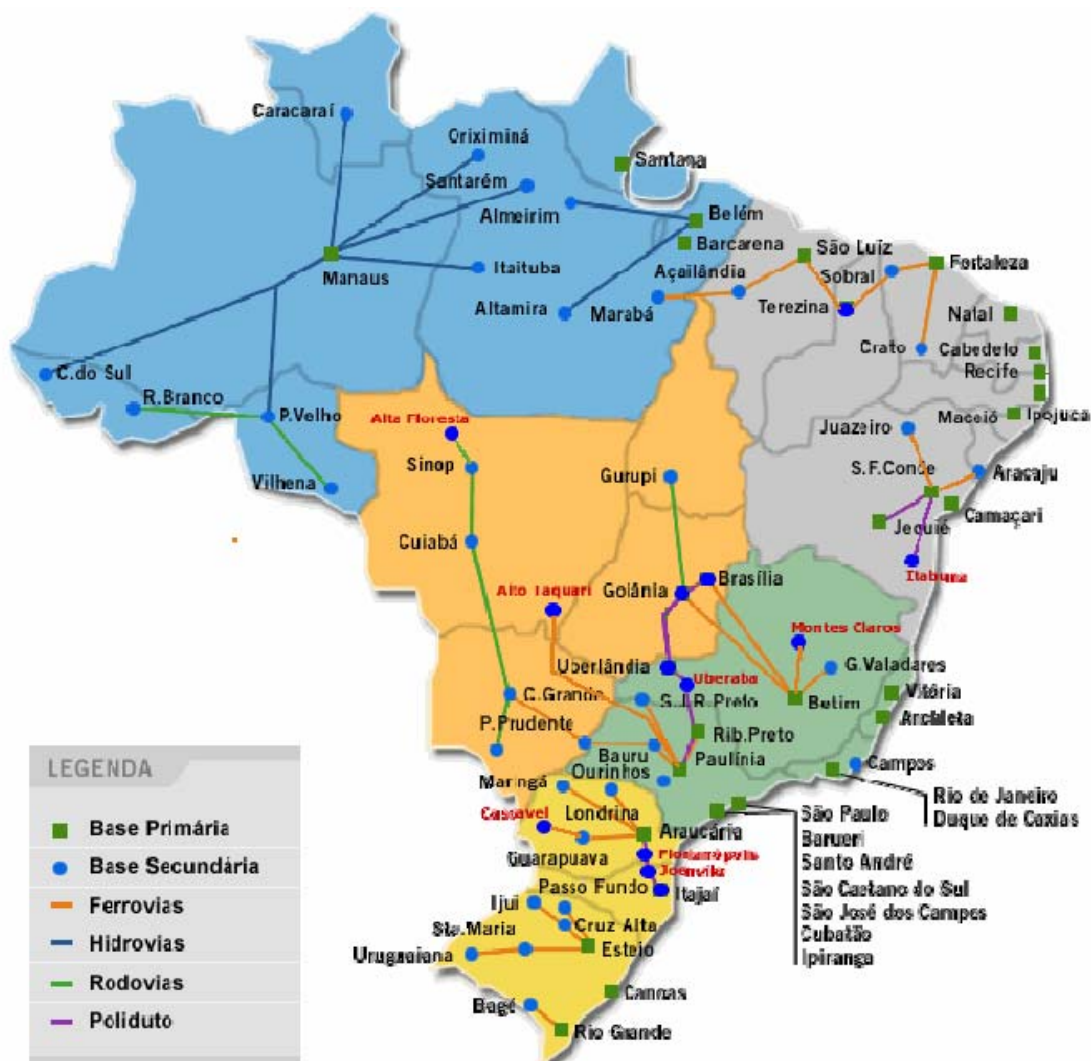 Caracaraí
Oriximiná
Santarém
Santana
Almeirim
Belém
Barcarena
São Luiz
Manaus
Itaituba
Açailândia
Sobral
Fortaleza
Altamira
Marabá
Terezina
Natal
Crato
Cabedelo
C.do Sul
Recife
R.Branco
P.Velho
Alta Floresta
Maceió
Ipojuca
Juazeiro
Sinop
Gurupi
S.F.Conde
Aracaju
Vilhena
Camaçari
Jequié
Cuiabá
Itabuna
Goiânia
Brasília
Alto Taquari
Montes Claros
Uberlândia
Uberaba
G.Valadares
C.Grande
S.J.R.Preto
Betim
Vitória
P.Prudente
Anchieta
Rib.Preto
Bauru
Paulínia
Ourinhos
Campos
Maringá
Rio de Janeiro
Londrina
São Paulo
Duque de Caxias
Cascavel
Araucária
Barueri
Guarapuava
Florianópolis
Santo André
Joenvile
Passo Fundo
Itajaí
São Caetano do Sul
Ijui
São José dos Campos
Sta.Maria
Cruz Alta
Cubatão
Uruguaiana
Esteio
Ipiranga
Canoas
Bagé
Rio Grande
LEGENDA
Base Primária
Base Secundária
Ferrovias
Hidrovias
Rodovias
Poliduto